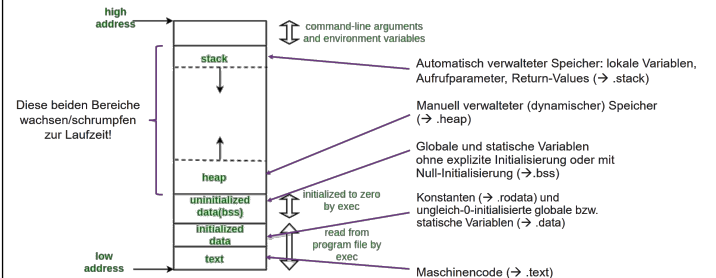 high
address
command-line arguments
and environment variables
stack
Automatisch verwalteter Speicher: lokale Variablen,
Aufrufparameter, Return-Values (→ .stack)
Diese beiden Bereiche
wachsen/schrumpfen
zur Laufzeit!
Manuell verwalteter (dynamischer) Speicher
(→ .heap)
Globale und statische Variablen
ohne explizite Initialisierung oder mit
Null-Initialisierung (→.bss)
heap
uninitialized
data(bss)
initialized to zero
by exec
Konstanten (→ .rodata) und
ungleich-0-initialisierte globale bzw.
statische Variablen (→ .data)
initialized
data
read from
program file by
exec
low
address
text
Maschinencode (→ .text)